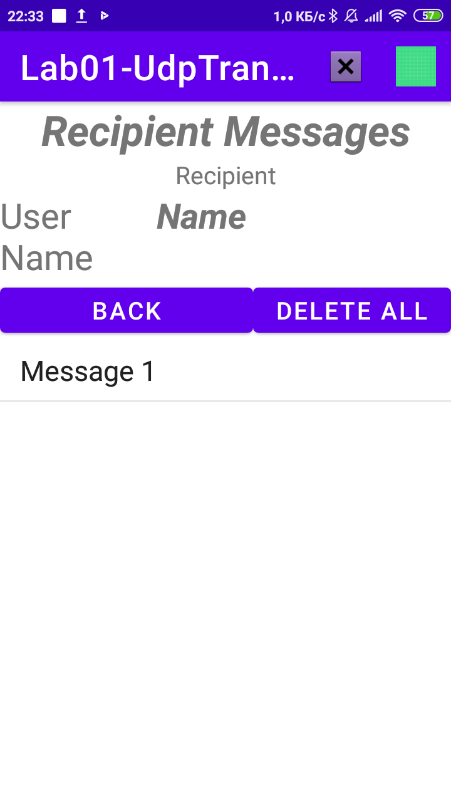 22:33 1,0 КБ/с 57
Lab01-UdpTran...
Recipient Messages
Recipient
User Name
Name
BACK DELETE ALL
Message 1